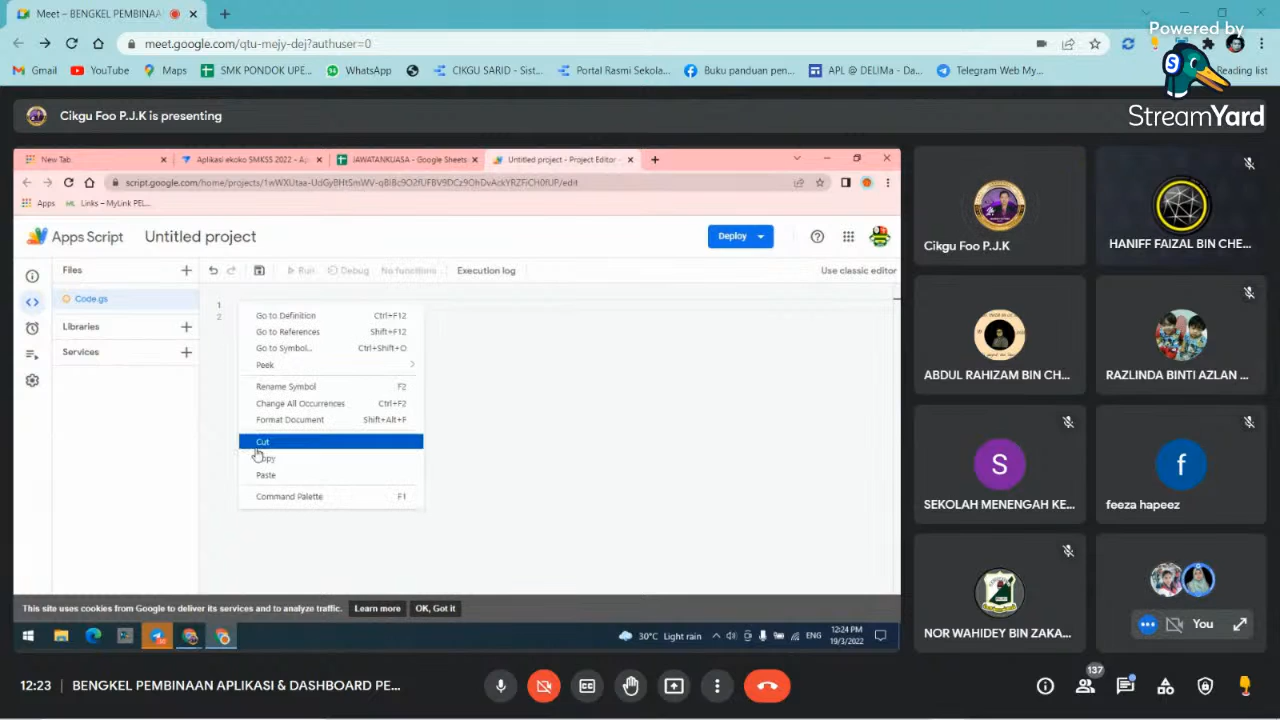 Meet – BENGKEL PEMBINAA
meet.google.com/qtu-mejy-dej?authuser=0
Gmail YouTube Maps SMK PONDOK UPE... WhatsApp CIKGU SARID - Sist... Portal Rasmi Sekola... Buku panduan pen... APL @ DELIMa - Da... Telegram Web My... Reading list
Powered by
StreamYard
Cikgu Foo P.J.K is presenting
New Tab Aplikasi ekoko SMKSS 2022 - Ap JAWATANKUASA - Google Sheets Untitled project - Project Editor -
Apps Links – MyLink PEL...
Apps Script Untitled project Deploy
Files Run Debug No functions Execution log Use classic editor
Code.gs
Libraries
Services
1
2
Go to Definition Ctrl+F12
Go to References Shift+F12
Go to Symbol... Ctrl+Shift+O
Peek
Rename Symbol F2
Change All Occurrences Ctrl+F2
Format Document Shift+Alt+F
Cut
Copy
Paste
Command Palette F1
This site uses cookies from Google to deliver its services and to analyze traffic. Learn more OK, Got it
30°C Light rain ENG 12:24 PM
19/3/2022
Cikgu Foo P.J.K
HANIFF FAIZAL BIN CHE...
ABDUL RAHIZAM BIN CH...
RAZLINDA BINTI AZLAN ...
S
SEKOLAH MENENGAH KE...
f
feeza hapeez
NOR WAHIDEY BIN ZAKA...
You
12:23 | BENGKEL PEMBINAAN APLIKASI & DASHBOARD PE...
137